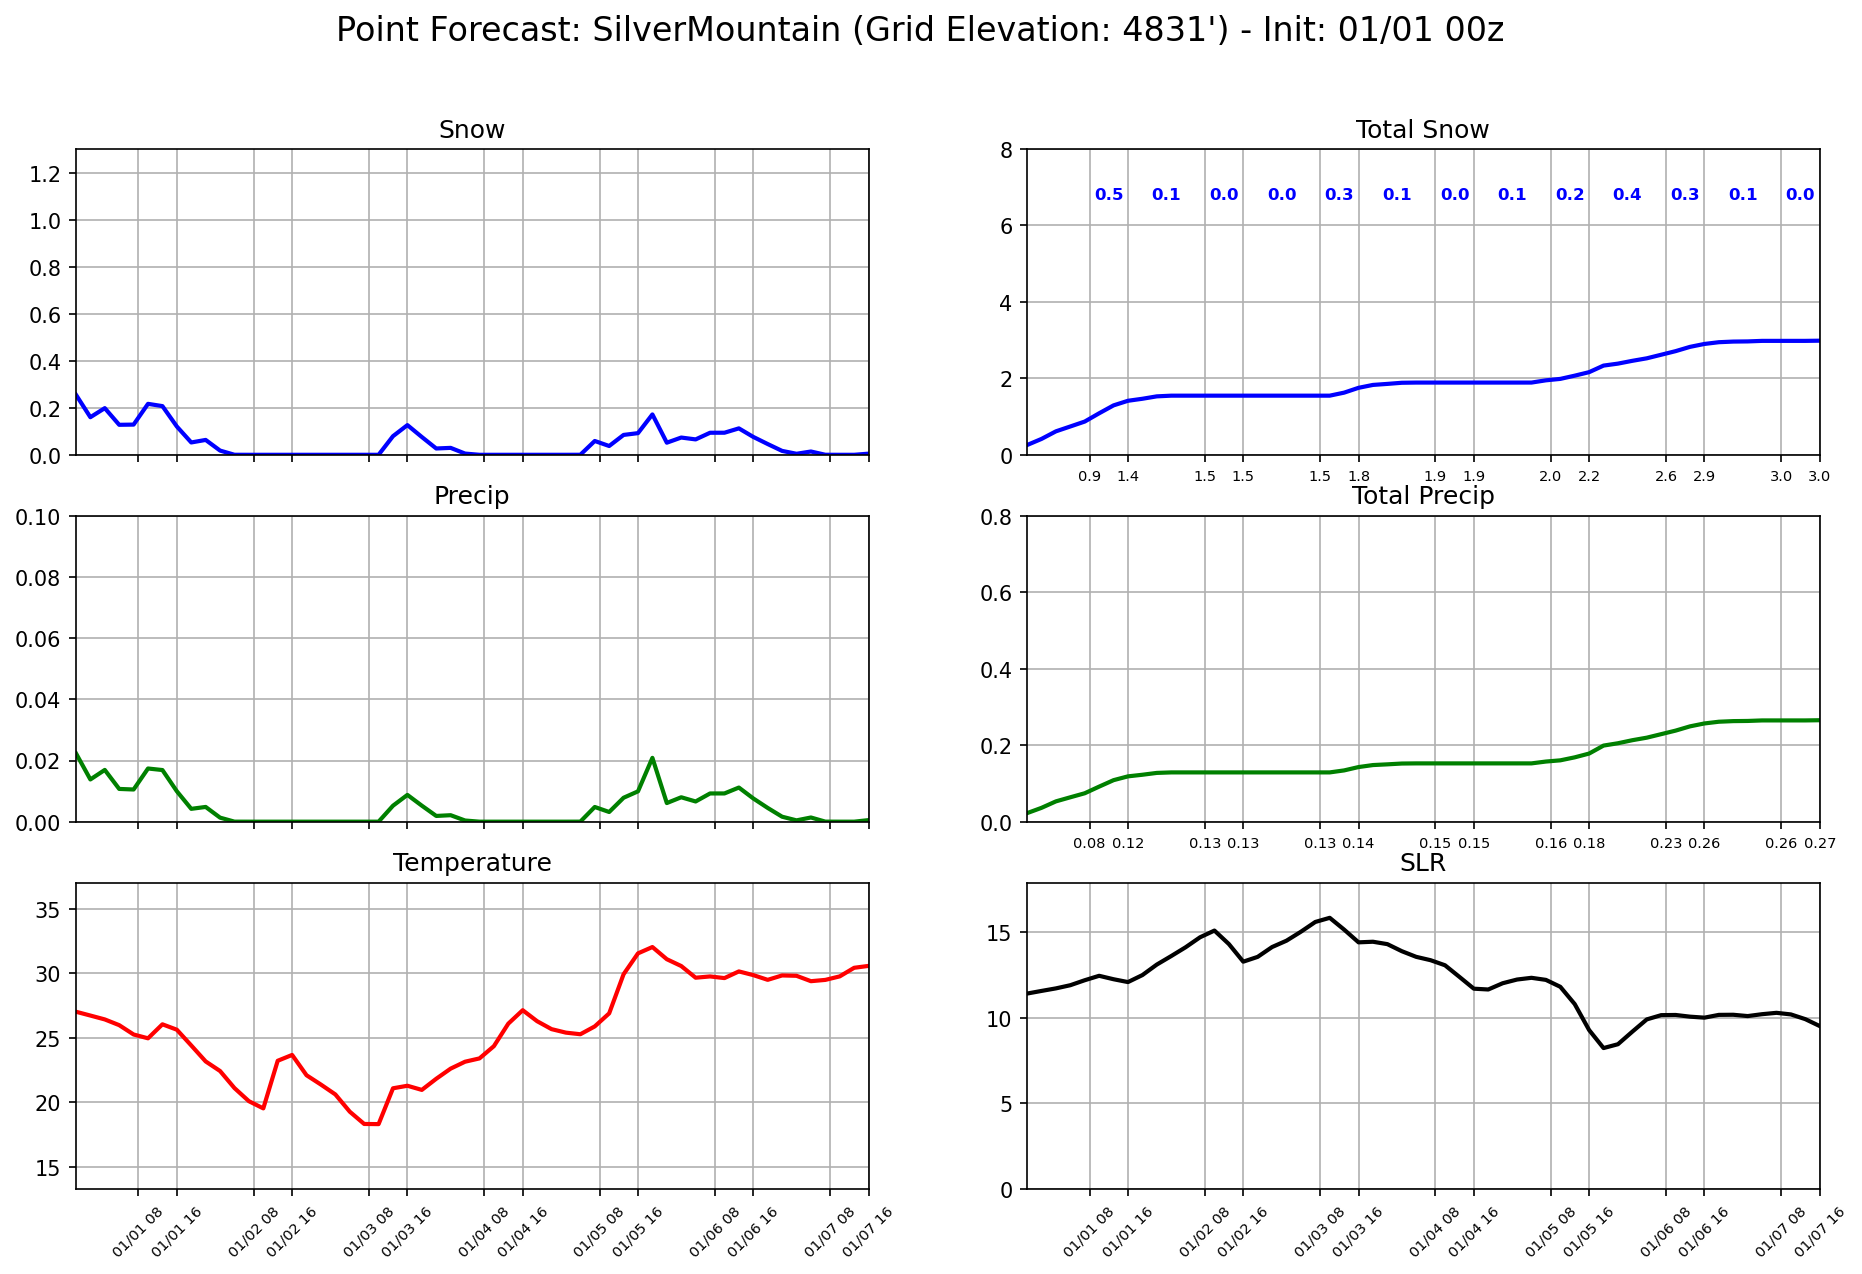 Point Forecast: SilverMountain (Grid Elevation: 4831') - Init: 01/01 00z
Snow
1.2
1.0
0.8
0.6
0.4
0.2
0.0
Total Snow
8
6
4
2
0
0.5 0.1 0.0 0.0 0.3 0.1 0.0 0.1 0.2 0.4 0.3 0.1 0.0
0.9 1.4 1.5 1.5 1.5 1.8 1.9 1.9 2.0 2.2 2.6 2.9 3.0 3.0
Precip
0.10
0.08
0.06
0.04
0.02
0.00
Total Precip
0.8
0.6
0.4
0.2
0.0
0.08 0.12 0.13 0.13 0.13 0.14 0.15 0.15 0.16 0.18 0.23 0.26 0.26 0.27
Temperature
35
30
25
20
15
01/01 08 01/01 16 01/02 08 01/02 16 01/03 08 01/03 16 01/04 08 01/04 16 01/05 08 01/05 16 01/06 08 01/06 16 01/07 08 01/07 16
SLR
15
10
5
0
01/01 08 01/01 16 01/02 08 01/02 16 01/03 08 01/03 16 01/04 08 01/04 16 01/05 08 01/05 16 01/06 08 01/06 16 01/07 08 01/07 16